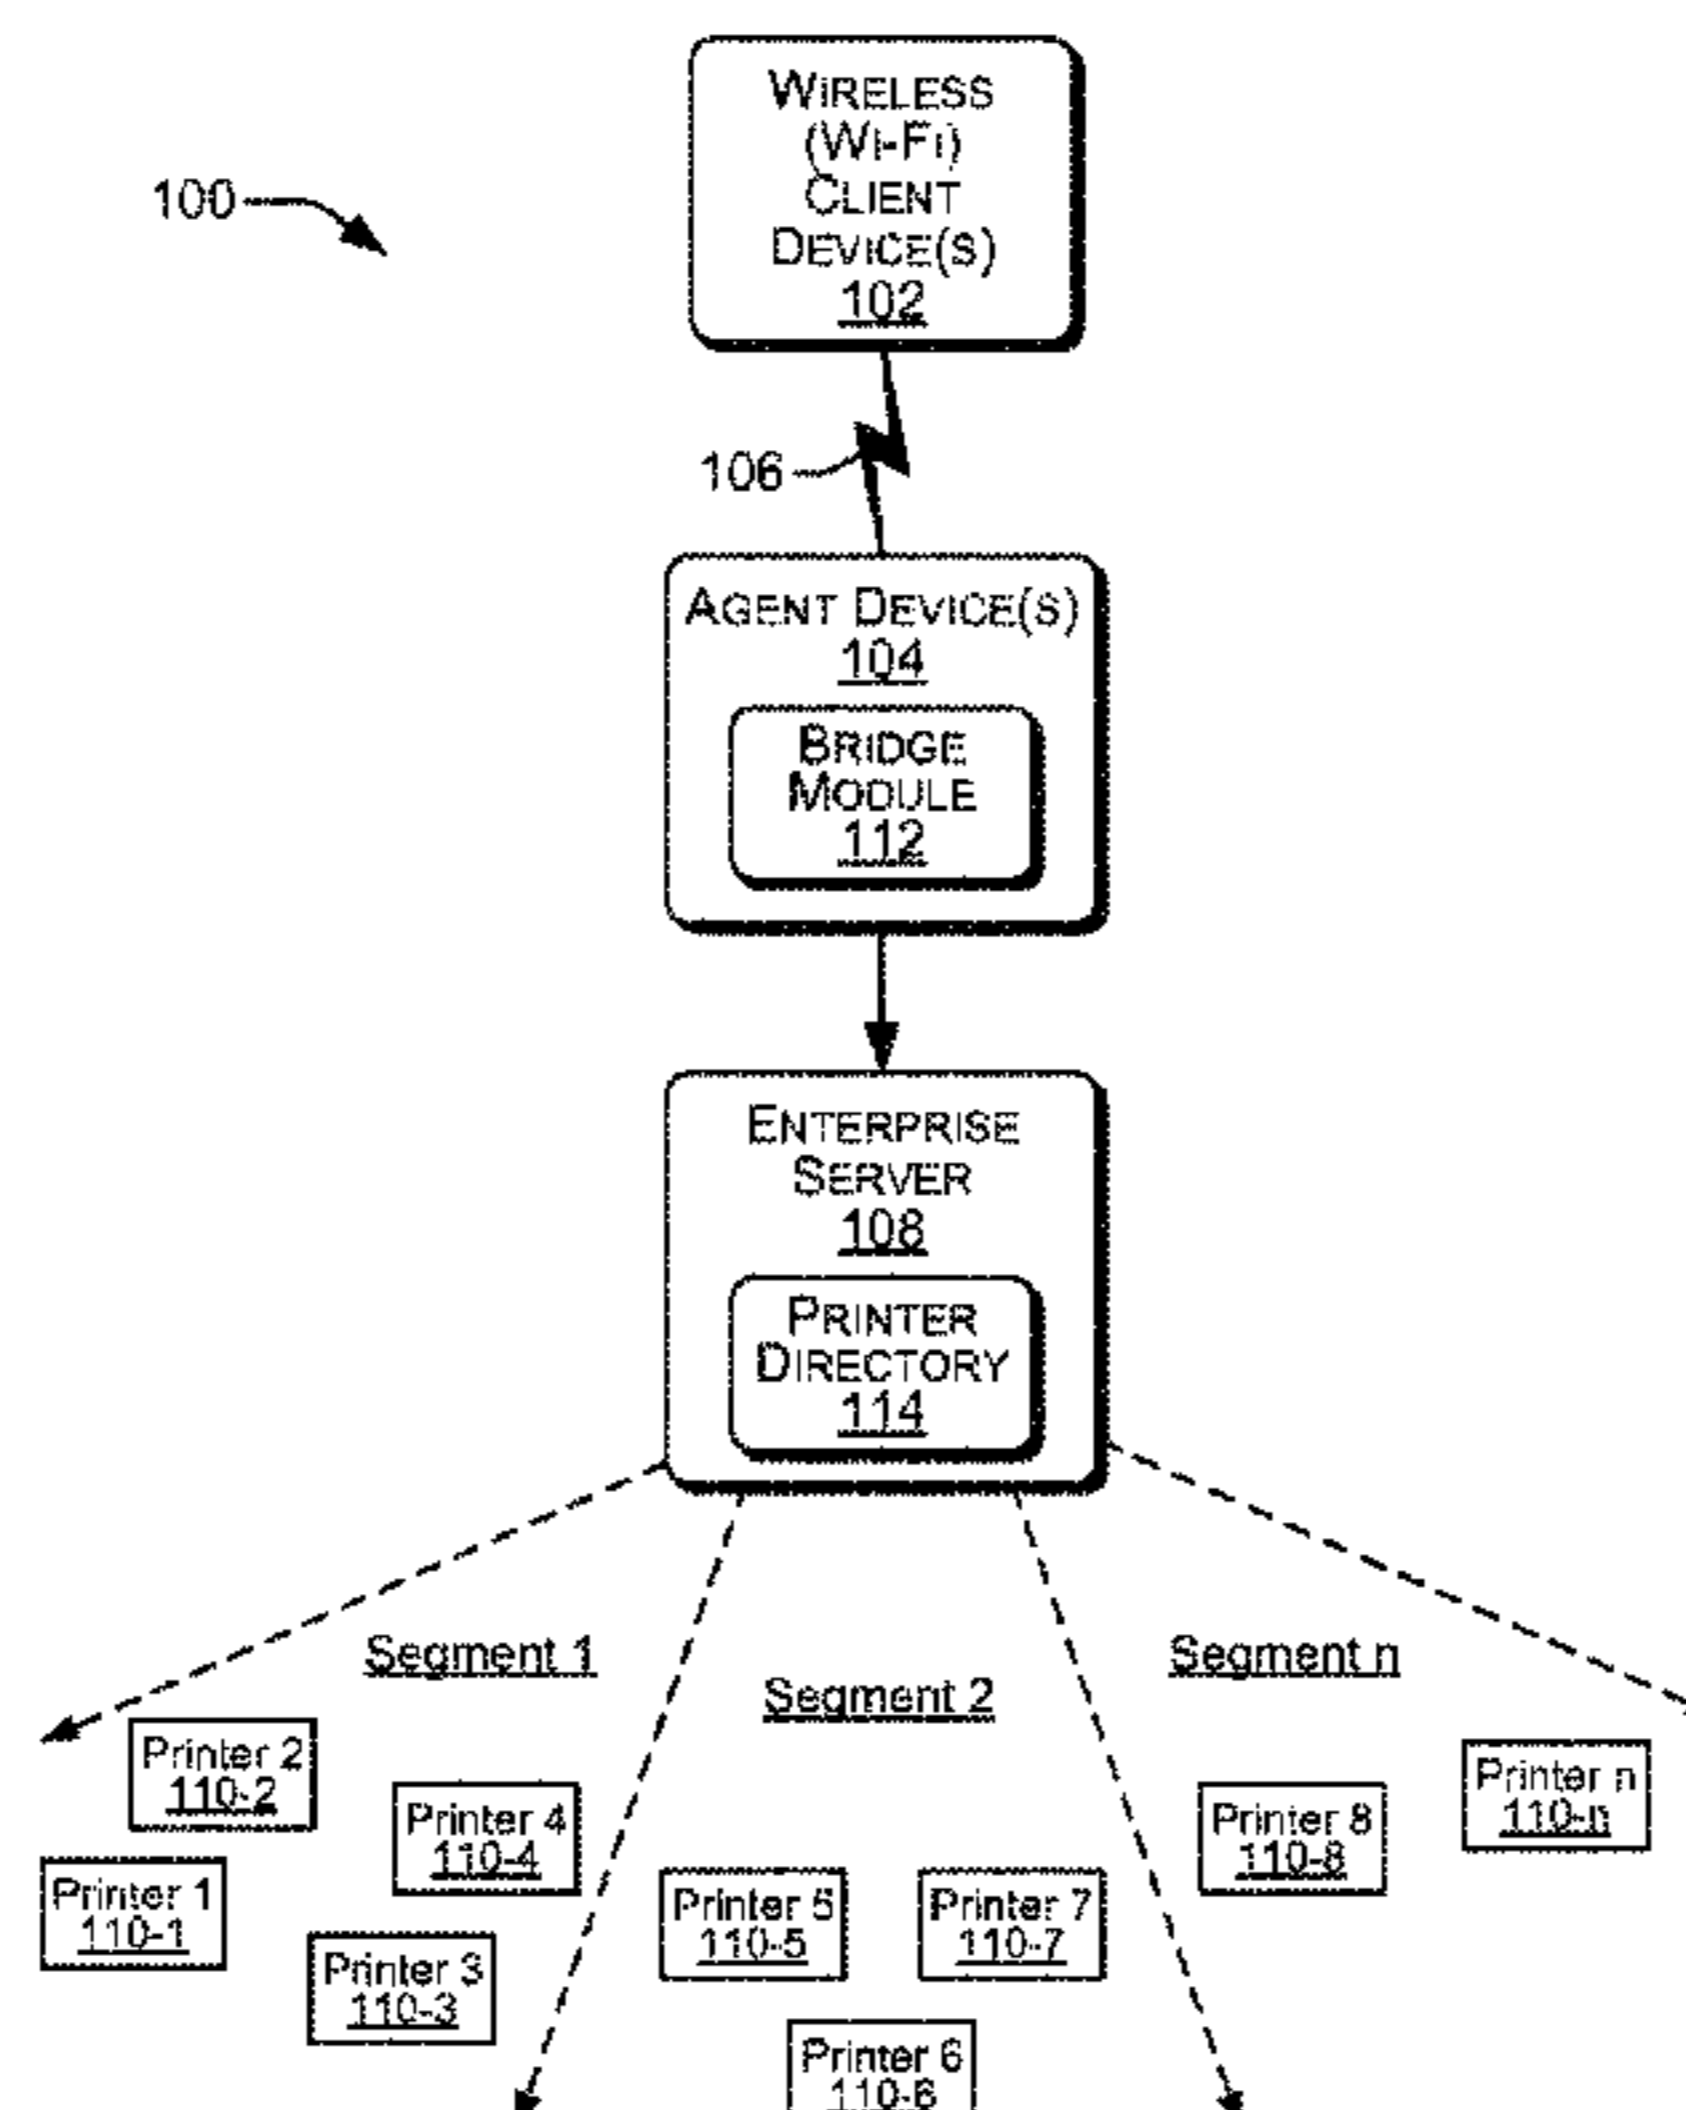 WIRELESS
(WI-FI)
CLIENT
DEVICE(S)
102
100
106
AGENT DEVICE(S)
104
BRIDGE
MODULE
112
ENTERPRISE
SERVER
108
PRINTER
DIRECTORY
114
Segment 1
Segment 2
Segment n
Printer 2
110-2
Printer 4
110-4
Printer 1
110-1
Printer 3
110-3
Printer 5
110-5
Printer 7
110-7
Printer 6
110-6
Printer 8
110-8
Printer n
110-n